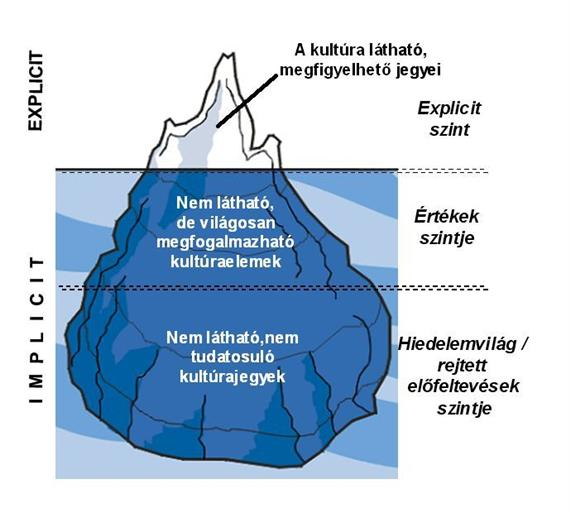 EXPLICIT
A kultúra látható,
megfigyelhető jegyei
Explicit
szint
Nem látható,
de világosan
megfogalmazható
kultúraelemek
Értékek
szintje
IMPLICIT
Nem látható,nem
tudatosuló
kultúrajegyek
Hiedelemvilág /
rejtett
előfeltevések
szintje